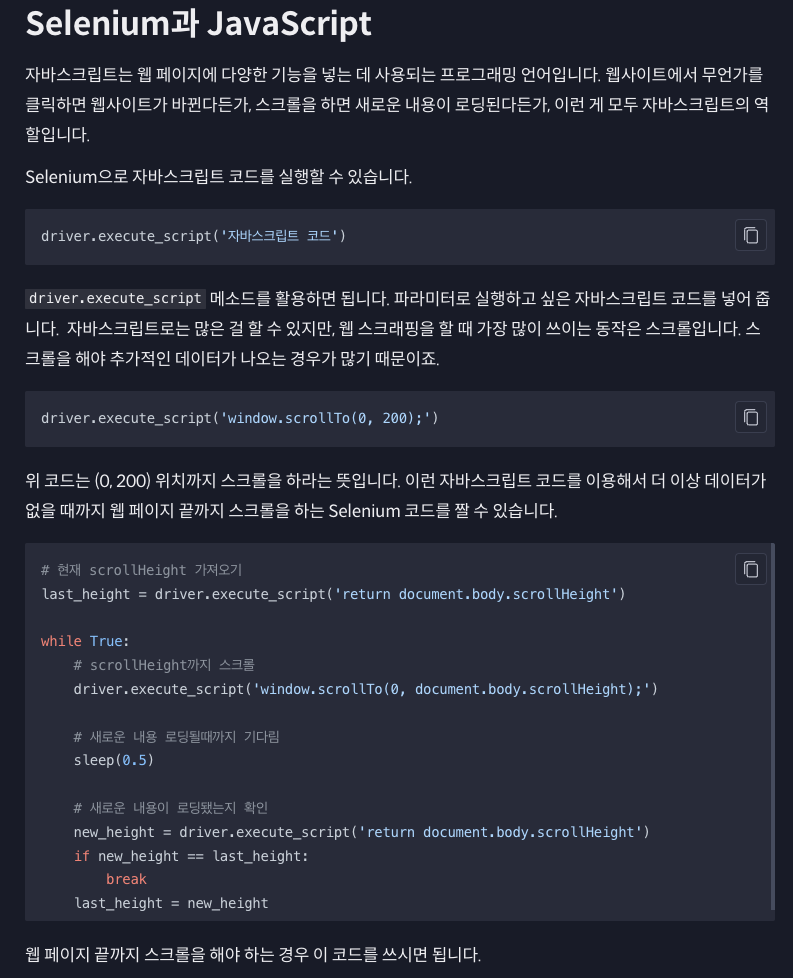 Selenium과 JavaScript
자바스크립트는 웹 페이지에 다양한 기능을 넣는 데 사용되는 프로그래밍 언어입니다. 웹사이트에서 무언가를
클릭하면 웹사이트가 바뀐다든가, 스크롤을 하면 새로운 내용이 로딩된다든가, 이런 게 모두 자바스크립트의 역
할입니다.
Selenium으로 자바스크립트 코드를 실행할 수 있습니다.
driver.execute_script('자바스크립트 코드')
driver.execute_script 메소드를 활용하면 됩니다. 파라미터로 실행하고 싶은 자바스크립트 코드를 넣어 줍
니다. 자바스크립트로는 많은 걸 할 수 있지만, 웹 스크래핑을 할 때 가장 많이 쓰이는 동작은 스크롤입니다. 스
크롤을 해야 추가적인 데이터가 나오는 경우가 많기 때문이죠.
driver.execute_script('window.scrollTo(0, 200);')
위 코드는 (0, 200) 위치까지 스크롤을 하라는 뜻입니다. 이런 자바스크립트 코드를 이용해서 더 이상 데이터가
없을 때까지 웹 페이지 끝까지 스크롤을 하는 Selenium 코드를 짤 수 있습니다.
# 현재 scrollHeight 가져오기
last_height = driver.execute_script('return document.body.scrollHeight')
while True:
    # scrollHeight까지 스크롤
    driver.execute_script('window.scrollTo(0, document.body.scrollHeight);')
    # 새로운 내용 로딩될때까지 기다림
    sleep(0.5)
    # 새로운 내용이 로딩됐는지 확인
    new_height = driver.execute_script('return document.body.scrollHeight')
    if new_height == last_height:
        break
    last_height = new_height
웹 페이지 끝까지 스크롤을 해야 하는 경우 이 코드를 쓰시면 됩니다.